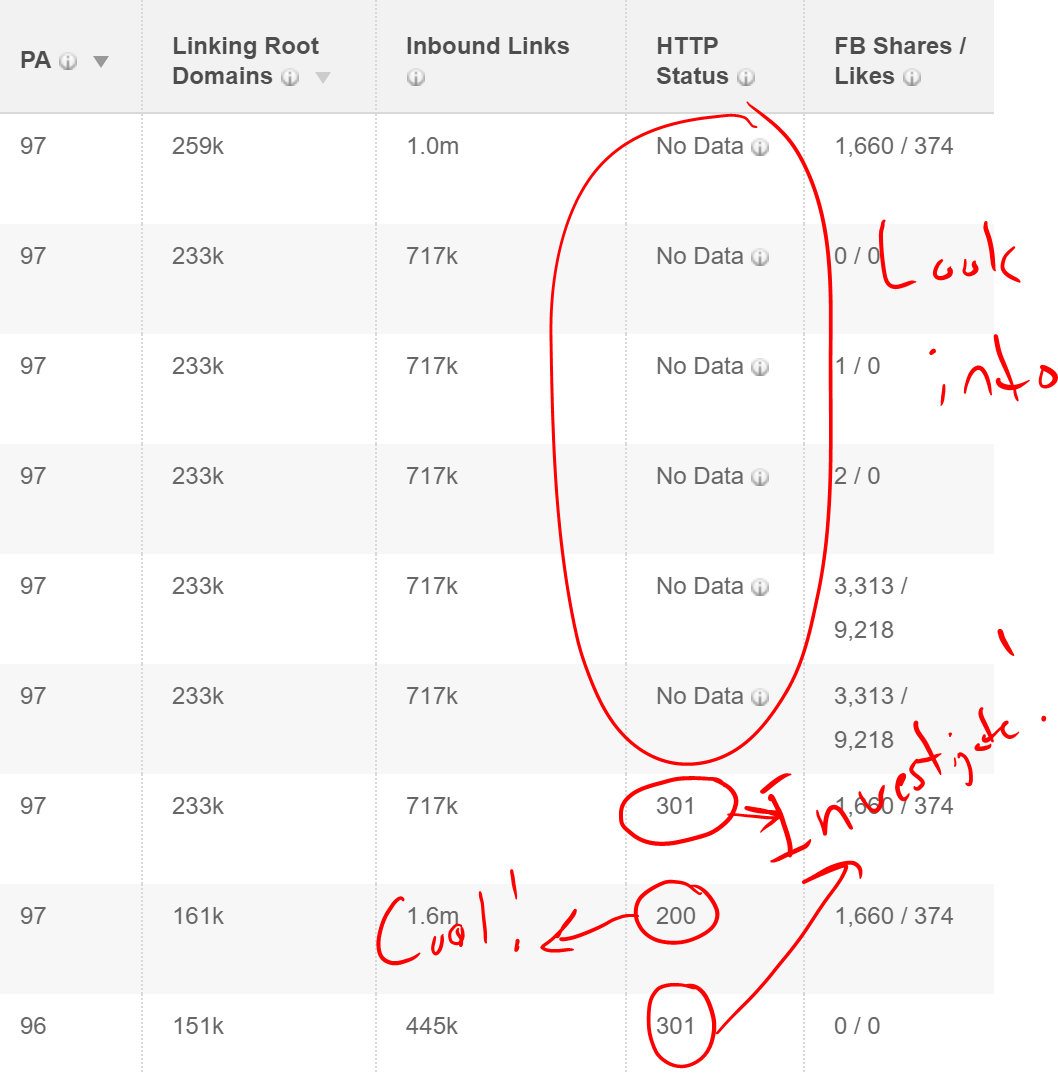 PA Linking Root Domains Inbound Links HTTP Status FB Shares / Likes
97 259k 1.0m No Data 1,660 / 374
97 233k 717k No Data 0 / 0 Look
97 233k 717k No Data 1 / 0 into
97 233k 717k No Data 2 / 0
97 233k 717k No Data 3,313 / 9,218
97 233k 717k No Data 3,313 / 9,218
97 233k 717k 301 1,660 / 374 Investigate!
97 161k 1.6m 200 1,660 / 374 Cool!
96 151k 445k 301 0 / 0